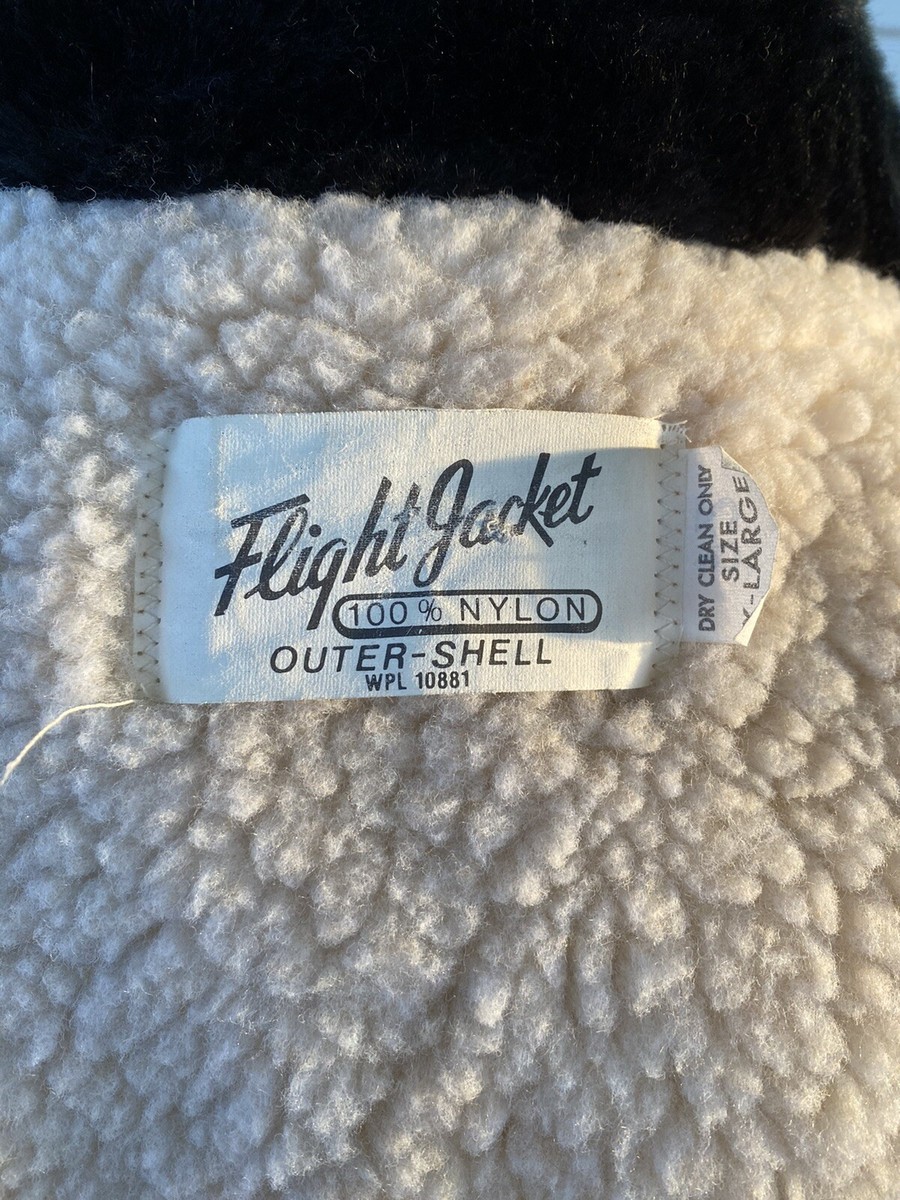 Flight Jacket
100% NYLON
OUTER-SHELL
WPL 10881
DRY CLEAN ONLY
SIZE
X-LARGE